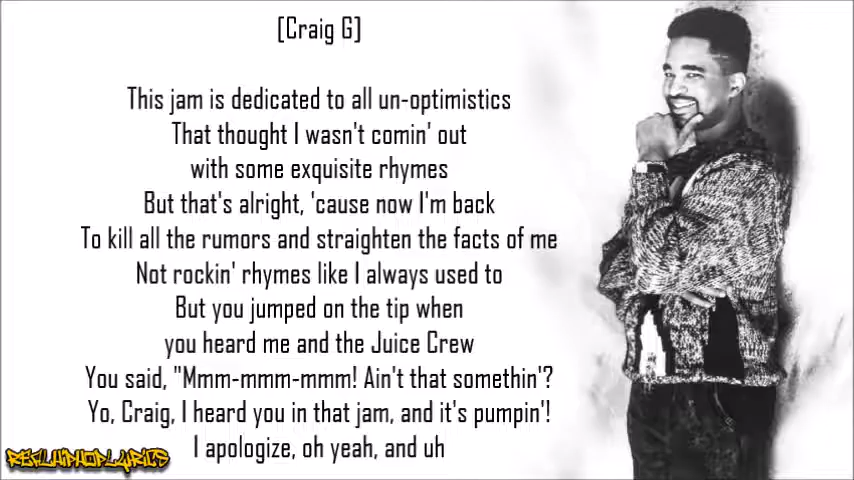 [Craig G]
This jam is dedicated to all un-optimistics
That thought I wasn't comin' out
with some exquisite rhymes
But that's alright, 'cause now I'm back
To kill all the rumors and straighten the facts of me
Not rockin' rhymes like I always used to
But you jumped on the tip when
you heard me and the Juice Crew
You said, "Mmm-mmm-mmm! Ain't that somethin'?
Yo, Craig, I heard you in that jam, and it's pumpin'!
I apologize, oh yeah, and uh
REALHIPHOPLYRICS